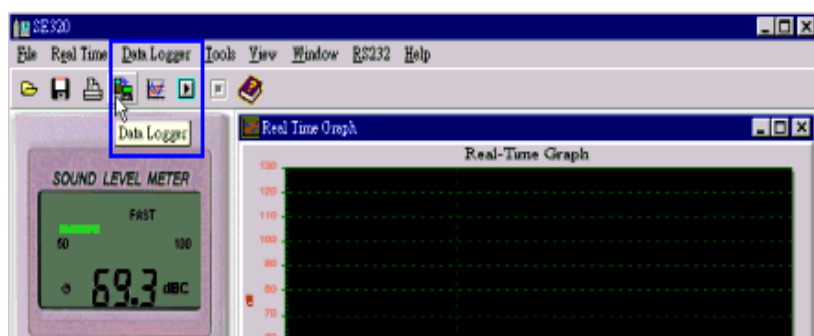 SE320
File Real Time Data Logger Tools View Window RS232 Help
Data Logger
Real Time Graph
Real-Time Graph
SOUND LEVEL METER
FAST
50 100
69.3 dBC
130
120
110
100
90
80
70